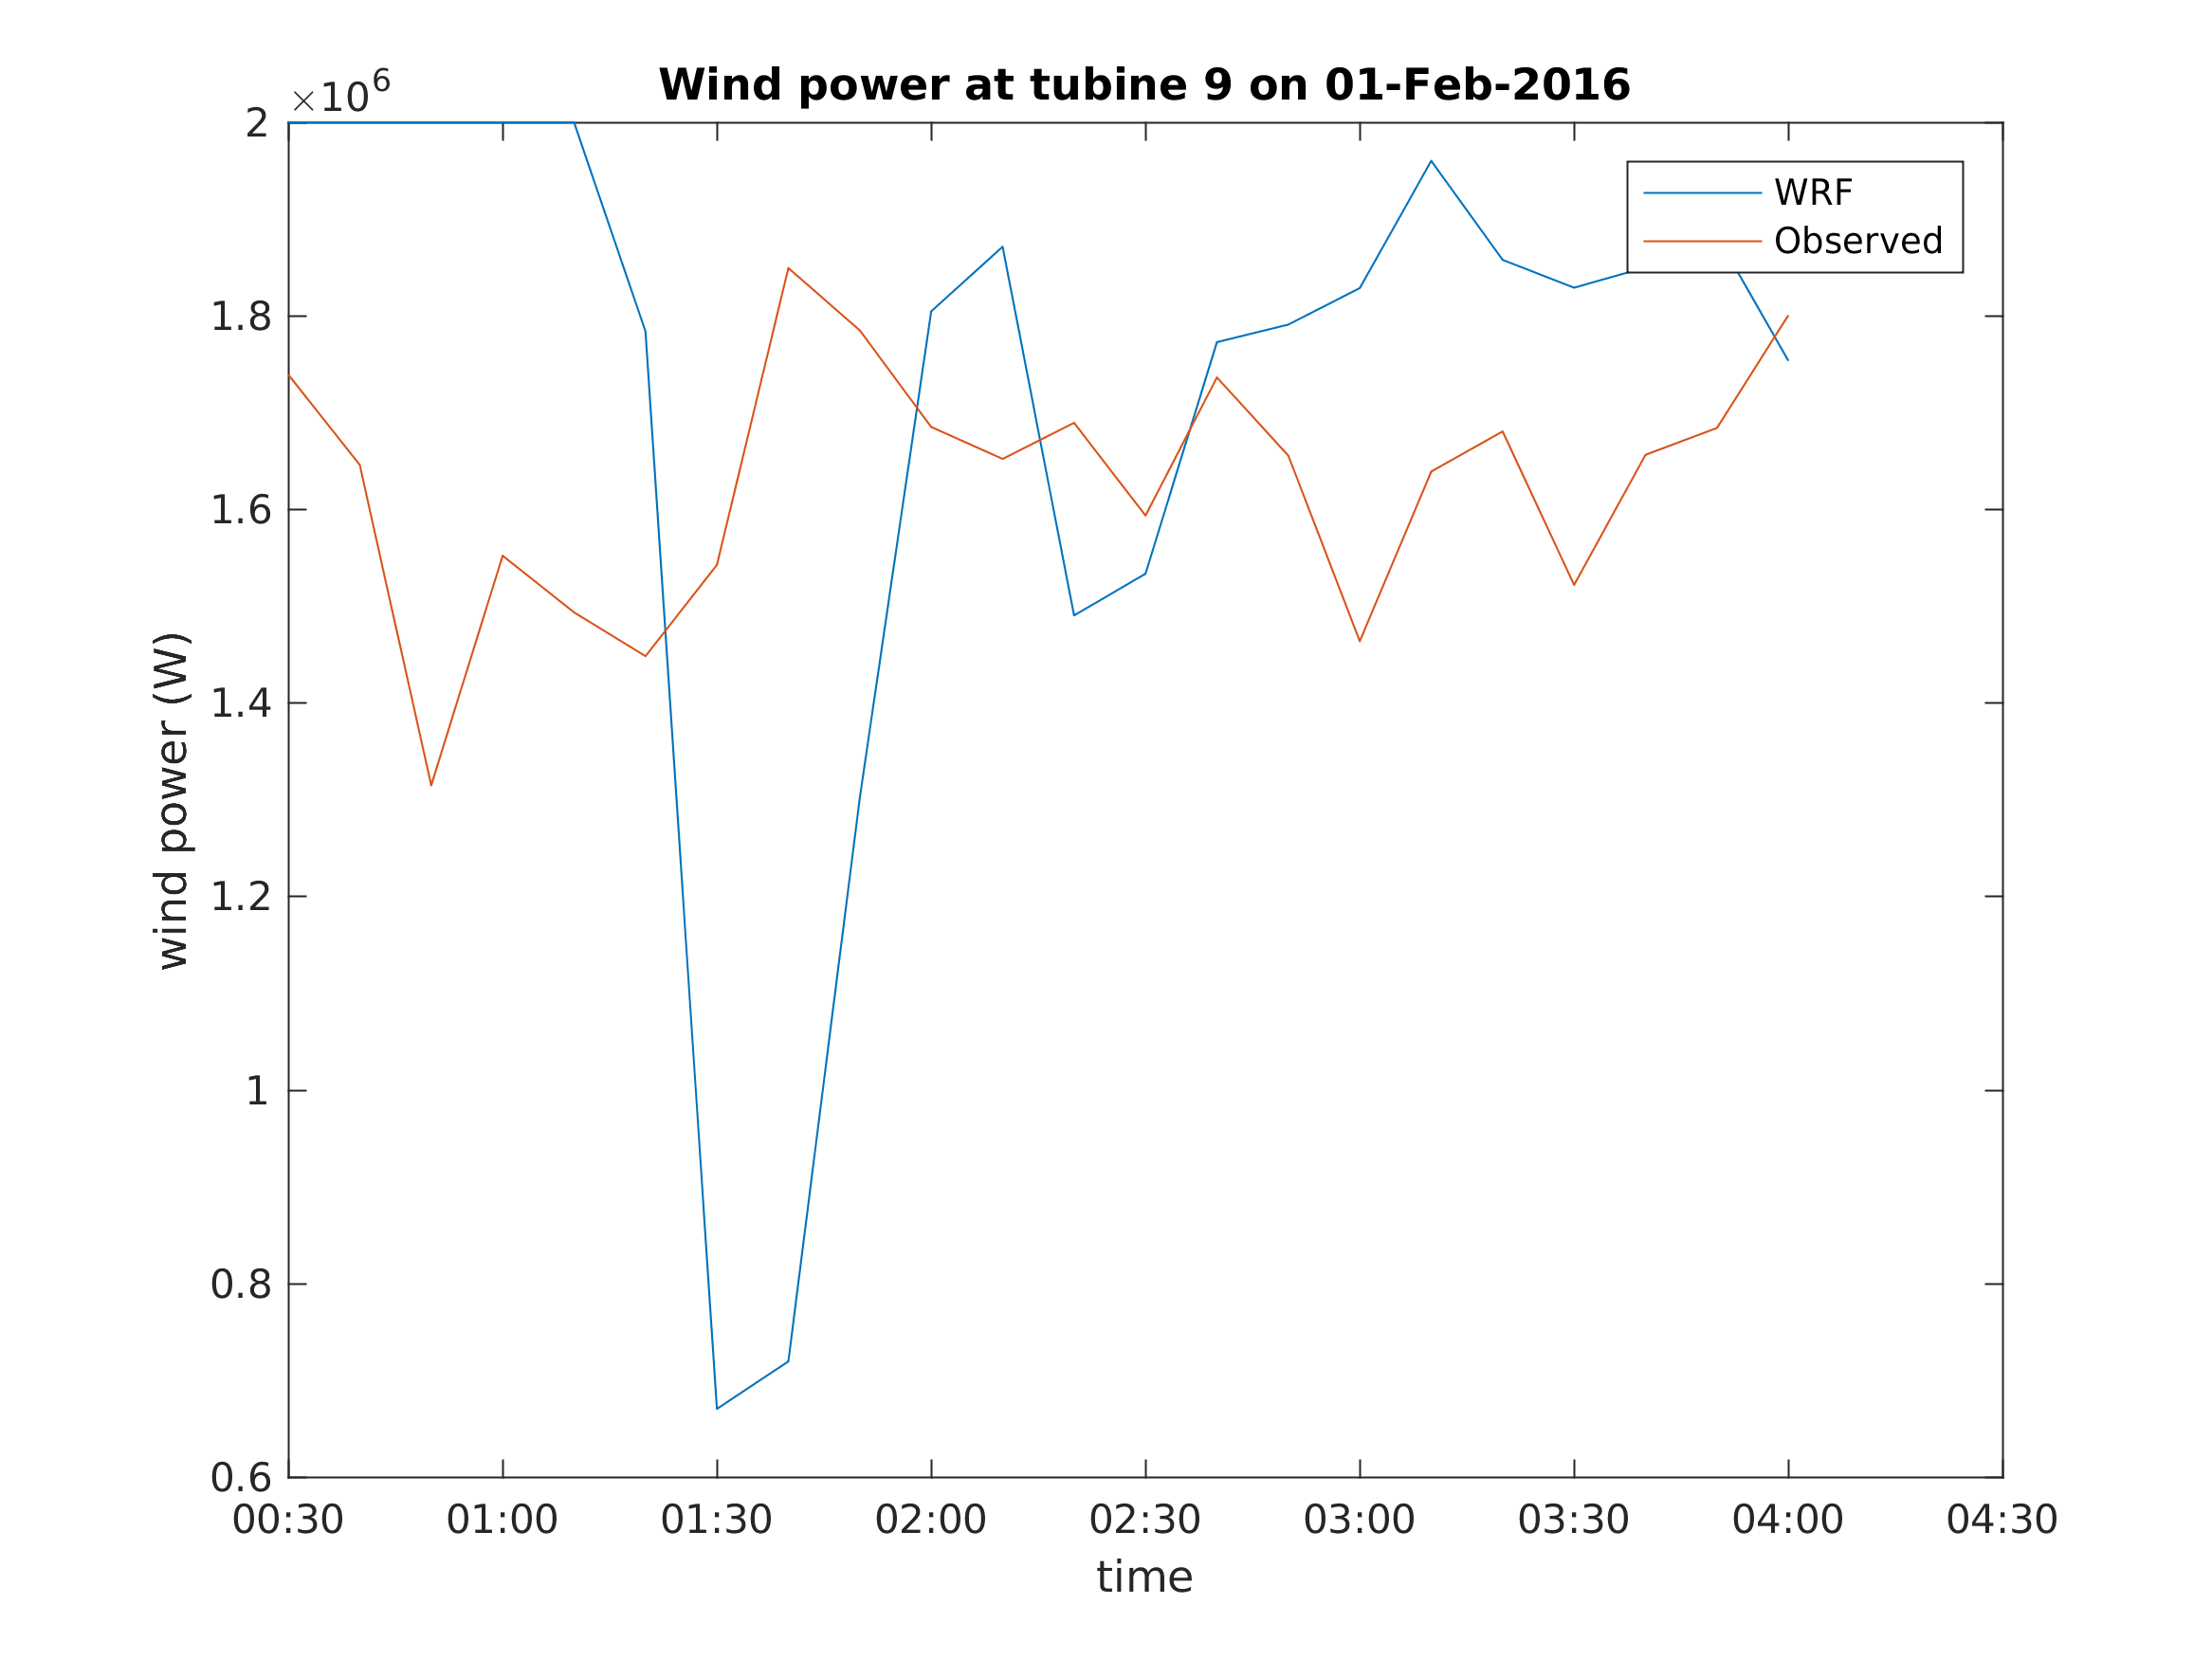 Wind power at tubine 9 on 01-Feb-2016
×10⁶
WRF
Observed
2
1.8
1.6
1.4
1.2
1
0.8
0.6
wind power (W)
00:30 01:00 01:30 02:00 02:30 03:00 03:30 04:00 04:30
time